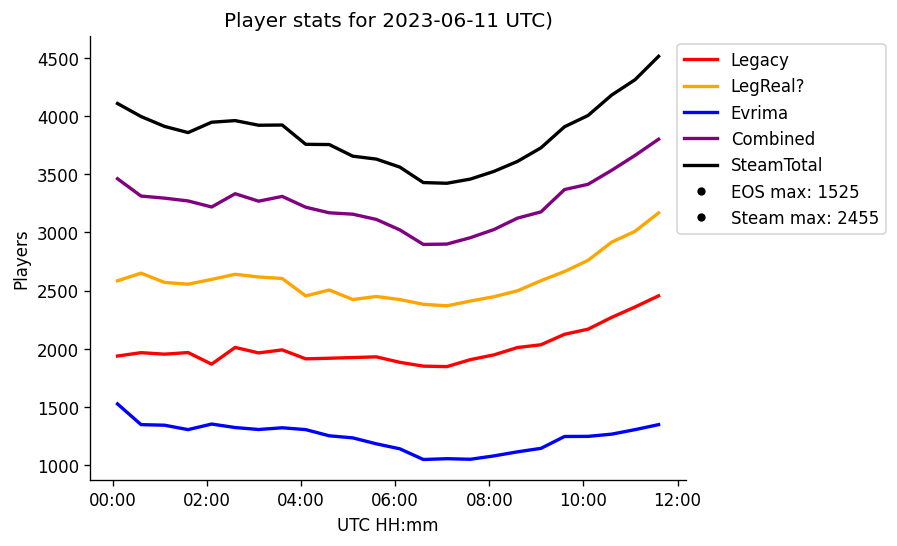 Player stats for 2023-06-11 UTC)
4500
4000
3500
3000
2500
2000
1500
1000
Players
00:00
02:00
04:00
06:00
08:00
10:00
12:00
UTC HH:mm
Legacy
LegReal?
Evrima
Combined
SteamTotal
EOS max: 1525
Steam max: 2455